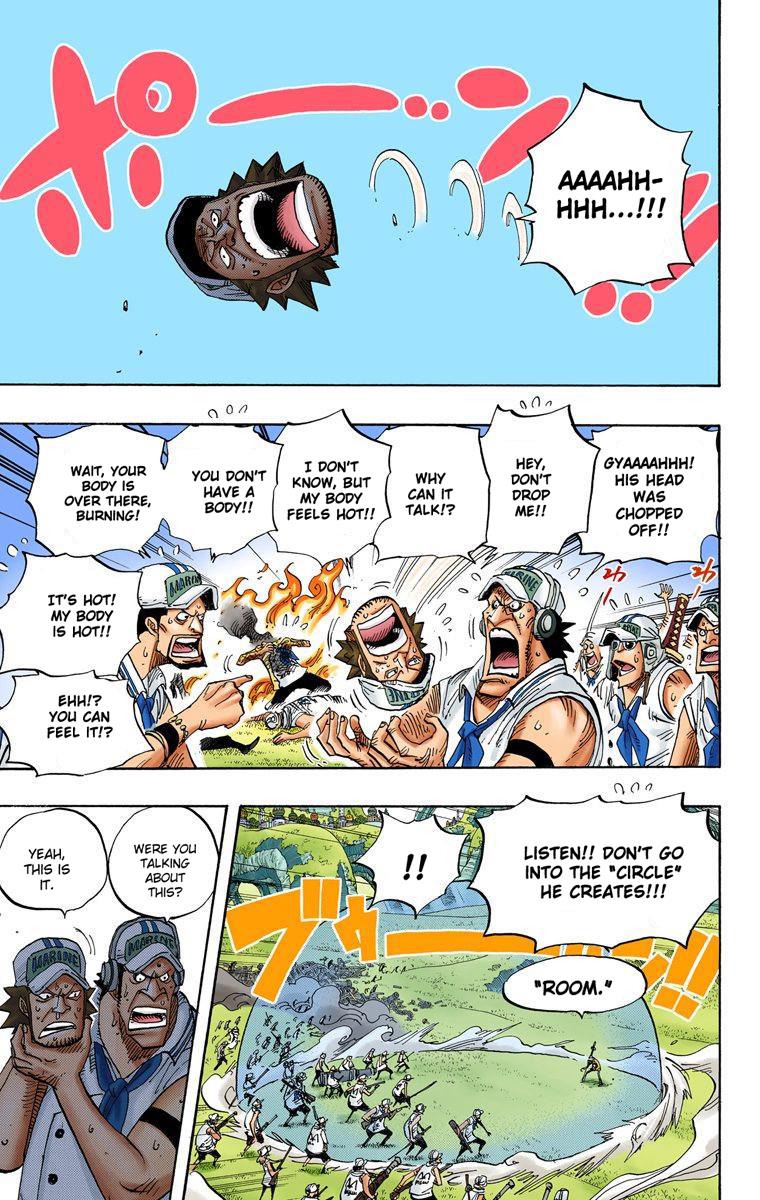 ポーン
AAAAHH-
HHH...!!!
GYAAAAHHH!
HIS HEAD
WAS
CHOPPED
OFF!!
HEY,
DON'T
DROP
ME!!
WHY
CAN IT
TALK!?
I DON'T
KNOW, BUT
MY BODY
FEELS HOT!!
YOU DON'T
HAVE A
BODY!!
WAIT, YOUR
BODY IS
OVER THERE,
BURNING!
IT'S HOT!
MY BODY
IS HOT!!
EHH!?
YOU CAN
FEEL IT!?
MARINE
MARINE
LISTEN!! DON'T GO
INTO THE "CIRCLE"
HE CREATES!!!
!!
ブゥーーン!!
"ROOM."
WERE YOU
TALKING
ABOUT
THIS?
YEAH,
THIS IS
IT.
MARINE
MARINE